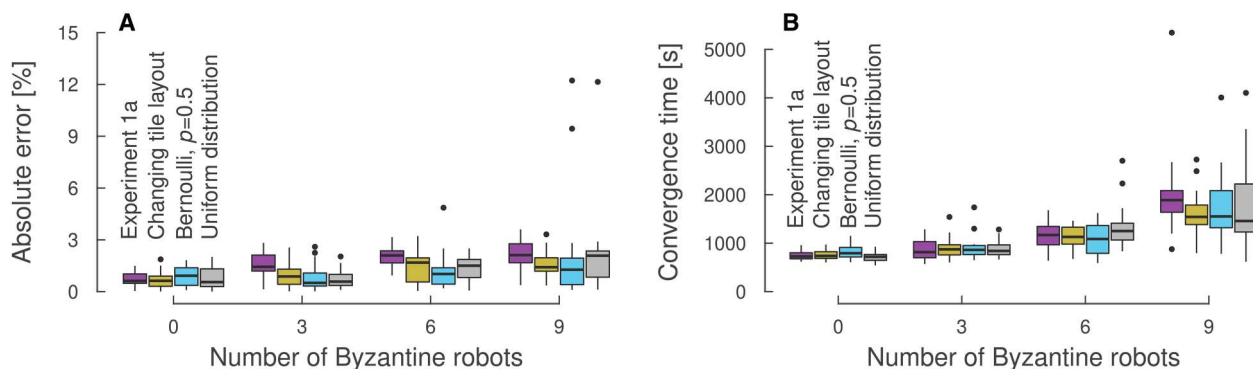 A
Absolute error [%]
15
12
9
6
3
0
Experiment 1a
Changing tile layout
Bernoulli, p=0.5
Uniform distribution
0 3 6 9
Number of Byzantine robots
B
Convergence time [s]
5000
4000
3000
2000
1000
0
Experiment 1a
Changing tile layout
Bernoulli, p=0.5
Uniform distribution
0 3 6 9
Number of Byzantine robots